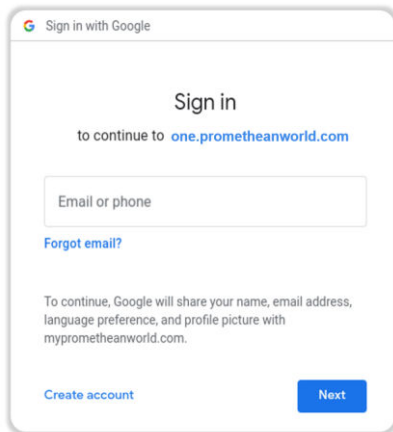 Sign in with Google
Sign in
to continue to one.prometheanworld.com
Email or phone
Forgot email?
To continue, Google will share your name, email address,
language preference, and profile picture with
myprometheanworld.com.
Create account
Next